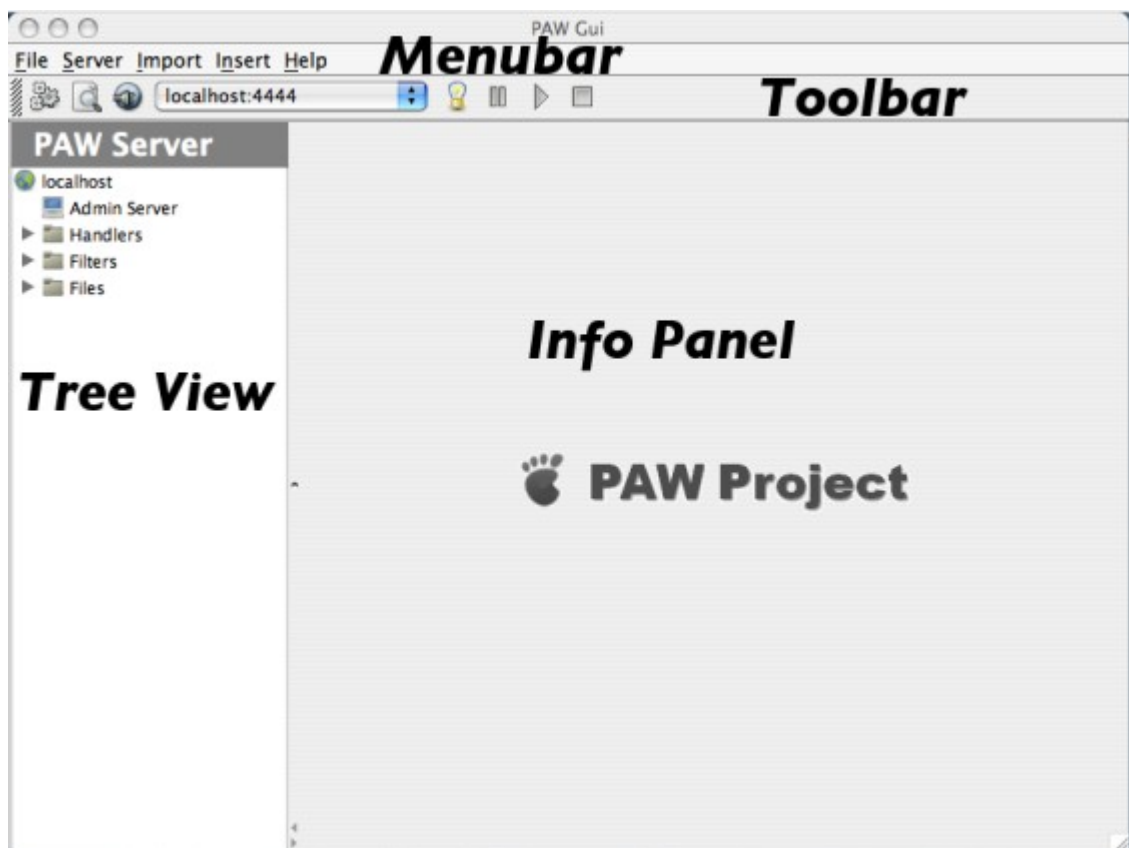 PAW Gui
File Server Import Insert Help
Menubar
localhost:4444
Toolbar
PAW Server
localhost
Admin Server
Handlers
Filters
Files
Info Panel
Tree View
PAW Project